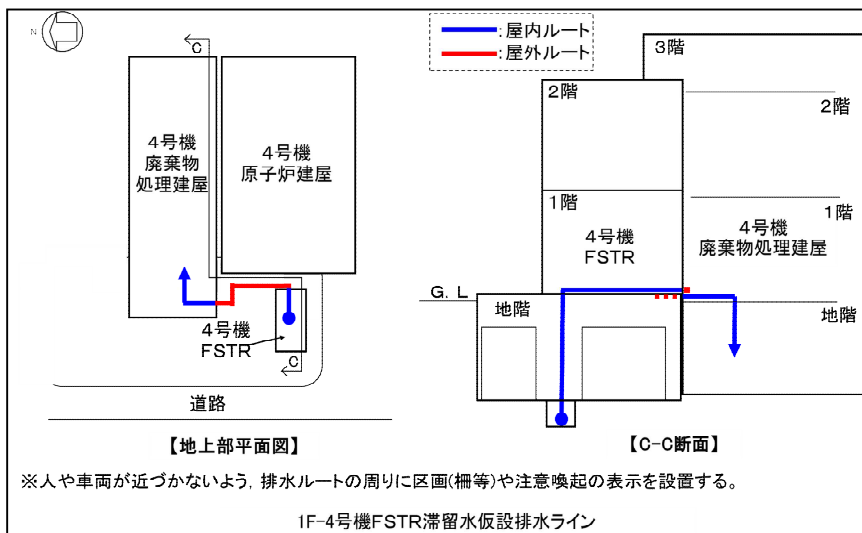 N
C
4号機
廃棄物
処理建屋
4号機
原子炉建屋
4号機
FSTR
C
道路
【地上部平面図】
:屋内ルート
:屋外ルート
3階
2階
2階
1階
1階
4号機
FSTR
4号機
廃棄物処理建屋
G.L
地階
地階
【C-C断面】
※人や車両が近づかないよう,排水ルートの周りに区画(柵等)や注意喚起の表示を設置する。
1F-4号機FSTR滞留水仮設排水ライン